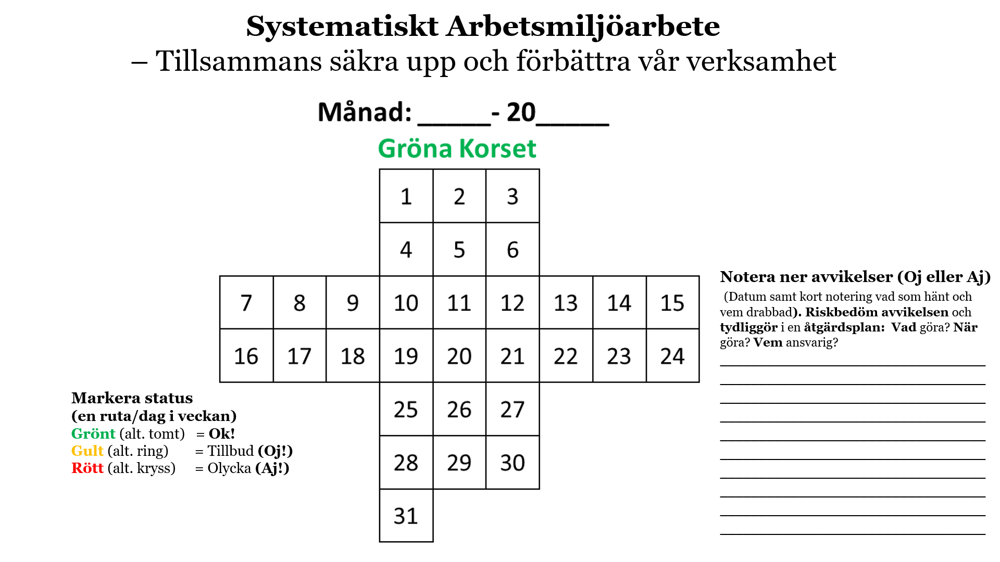 Systematiskt Arbetsmiljöarbete
– Tillsammans säkra upp och förbättra vår verksamhet
Månad: _____- 20_____
Gröna Korset
1 2 3
4 5 6
7 8 9 10 11 12 13 14 15
16 17 18 19 20 21 22 23 24
25 26 27
28 29 30
31
Markera status
(en ruta/dag i veckan)
Grönt (alt. tomt) = Ok!
Gult (alt. ring) = Tillbud (Oj!)
Rött (alt. kryss) = Olycka (Aj!)
Notera ner avvikelser (Oj eller Aj)
(Datum samt kort notering vad som hänt och
vem drabbad). Riskbedöm avvikelsen och
tydliggör i en åtgärdsplan: Vad göra? När
göra? Vem ansvarig?